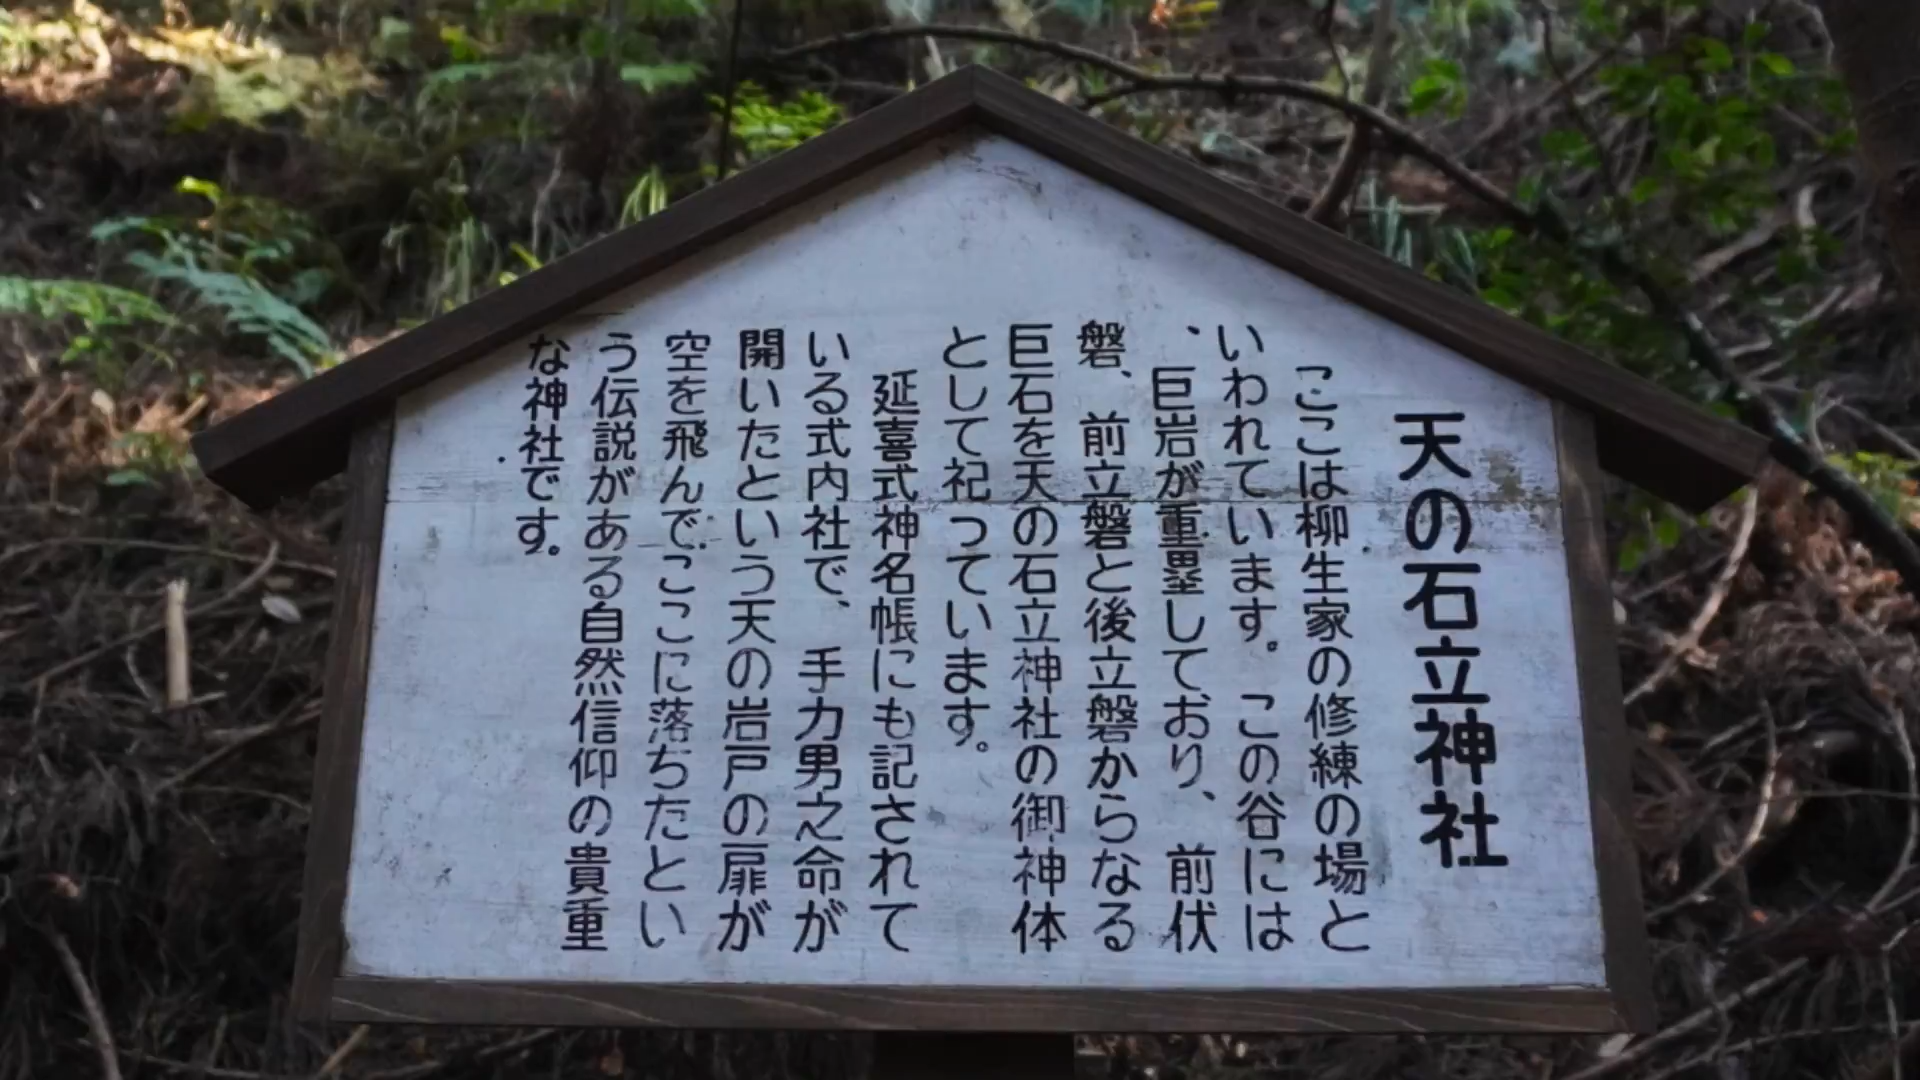 天の石立神社
ここは柳生家の修練の場と
いわれています。この谷には
、巨岩が重塁しており、前伏
磐、前立磐と後立磐からなる
巨石を天の石立神社の御神体
として祀っています。
延喜式神名帳にも記されて
いる式内社で、手力男之命が
開いたという天の岩戸の扉が
空を飛んでここに落ちたとい
う伝説がある自然信仰の貴重
な神社です。